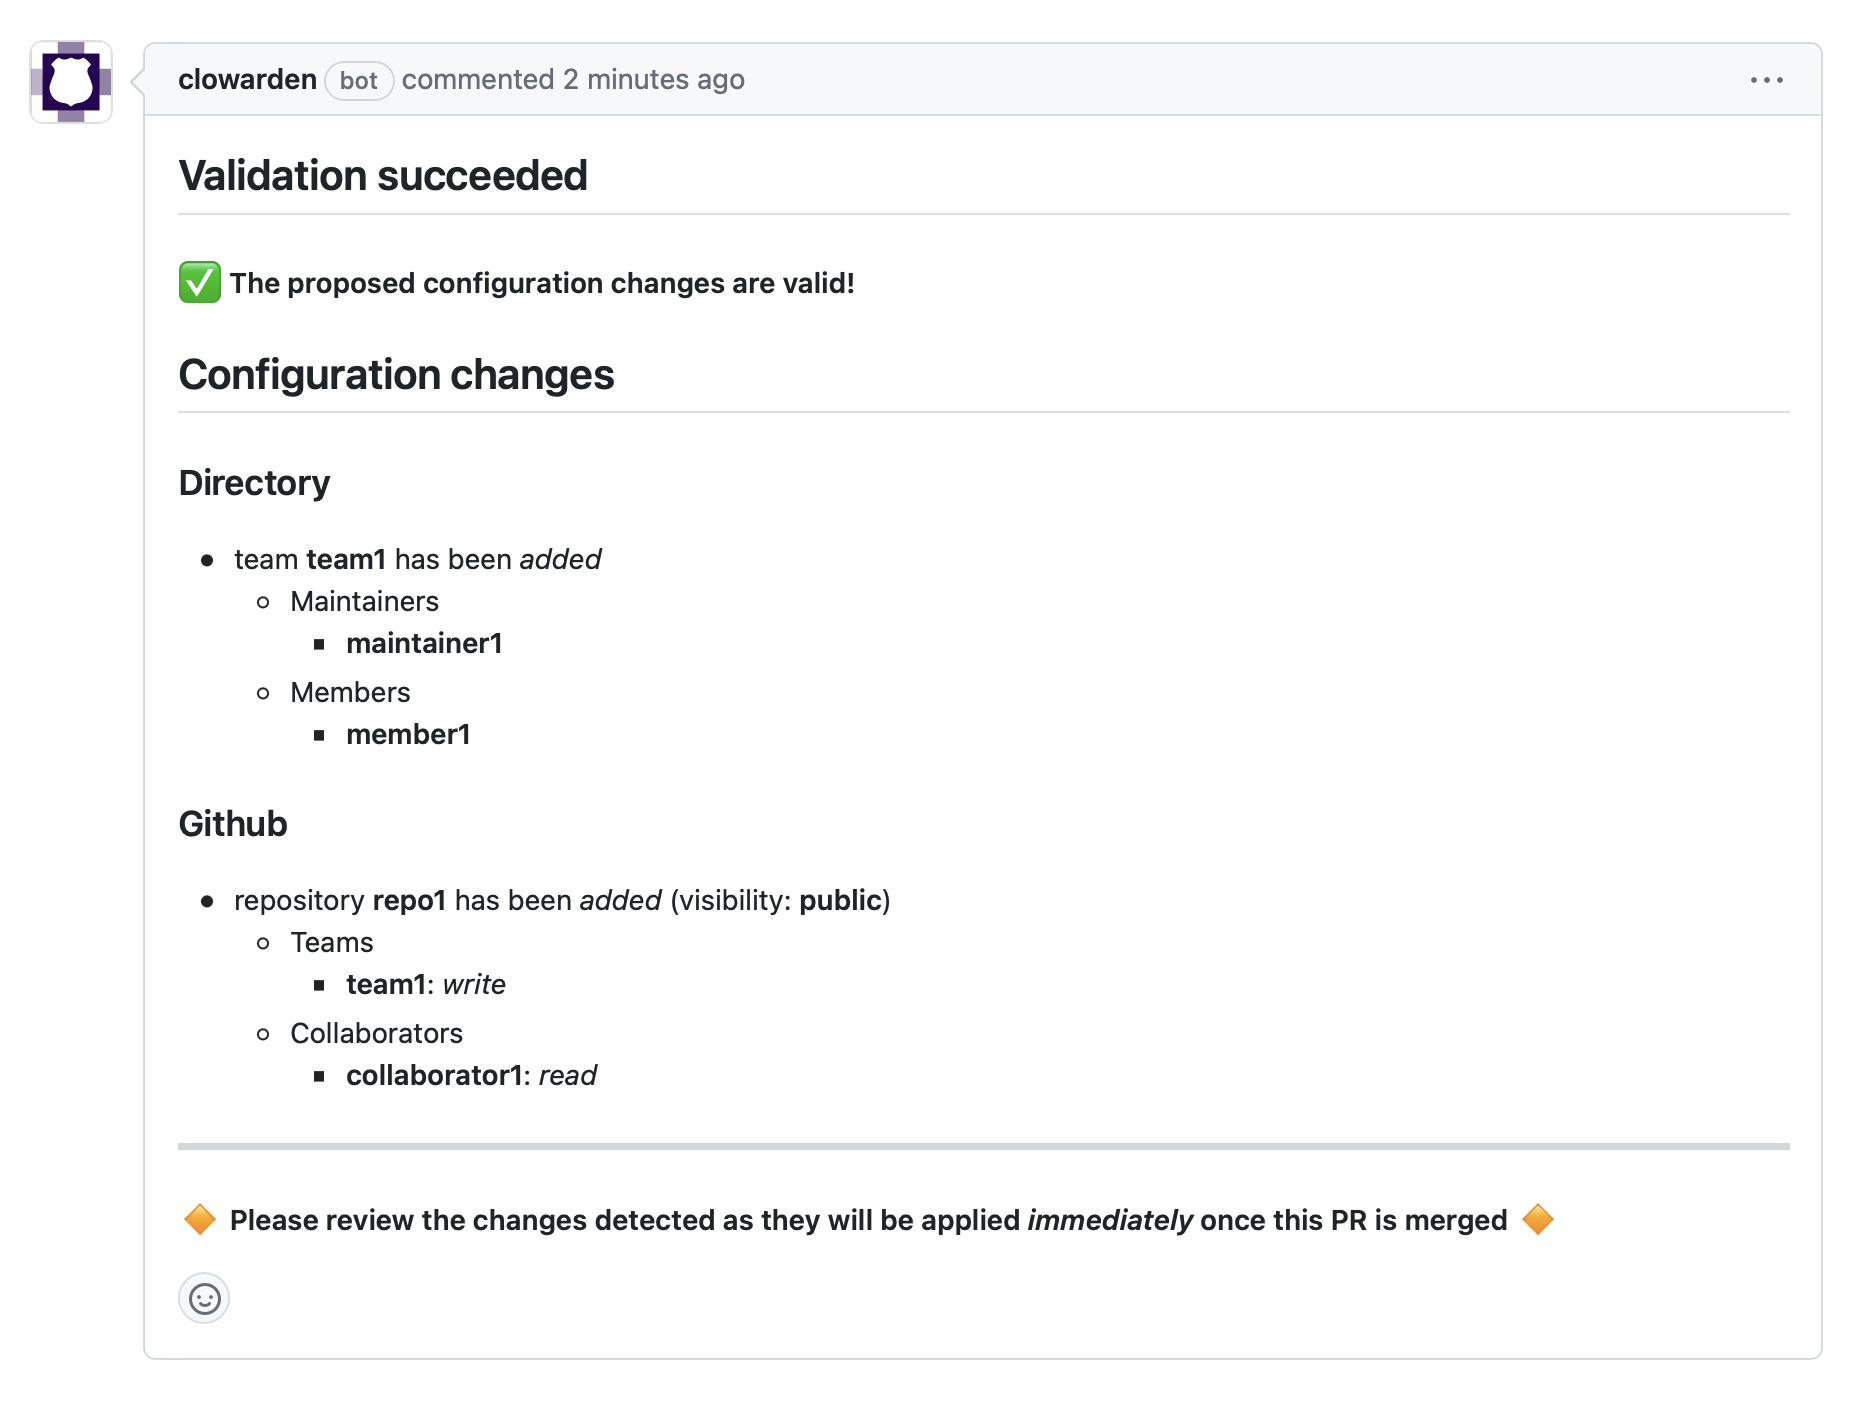 clowarden bot commented 2 minutes ago
Validation succeeded
✅ The proposed configuration changes are valid!
Configuration changes
Directory
team team1 has been added
Maintainers
maintainer1
Members
member1
Github
repository repo1 has been added (visibility: public)
Teams
team1: write
Collaborators
collaborator1: read
🔶 Please review the changes detected as they will be applied immediately once this PR is merged 🔶